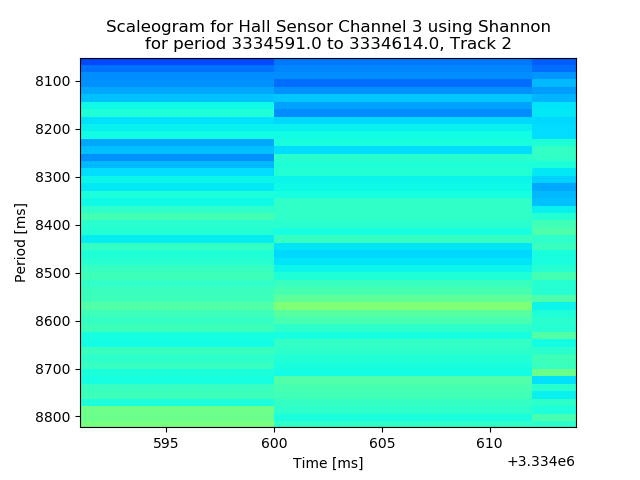 Scaleogram for Hall Sensor Channel 3 using Shannon
for period 3334591.0 to 3334614.0, Track 2
8100
8200
8300
8400
8500
8600
8700
8800
Period [ms]
595
600
605
610
Time [ms]
+3.334e6